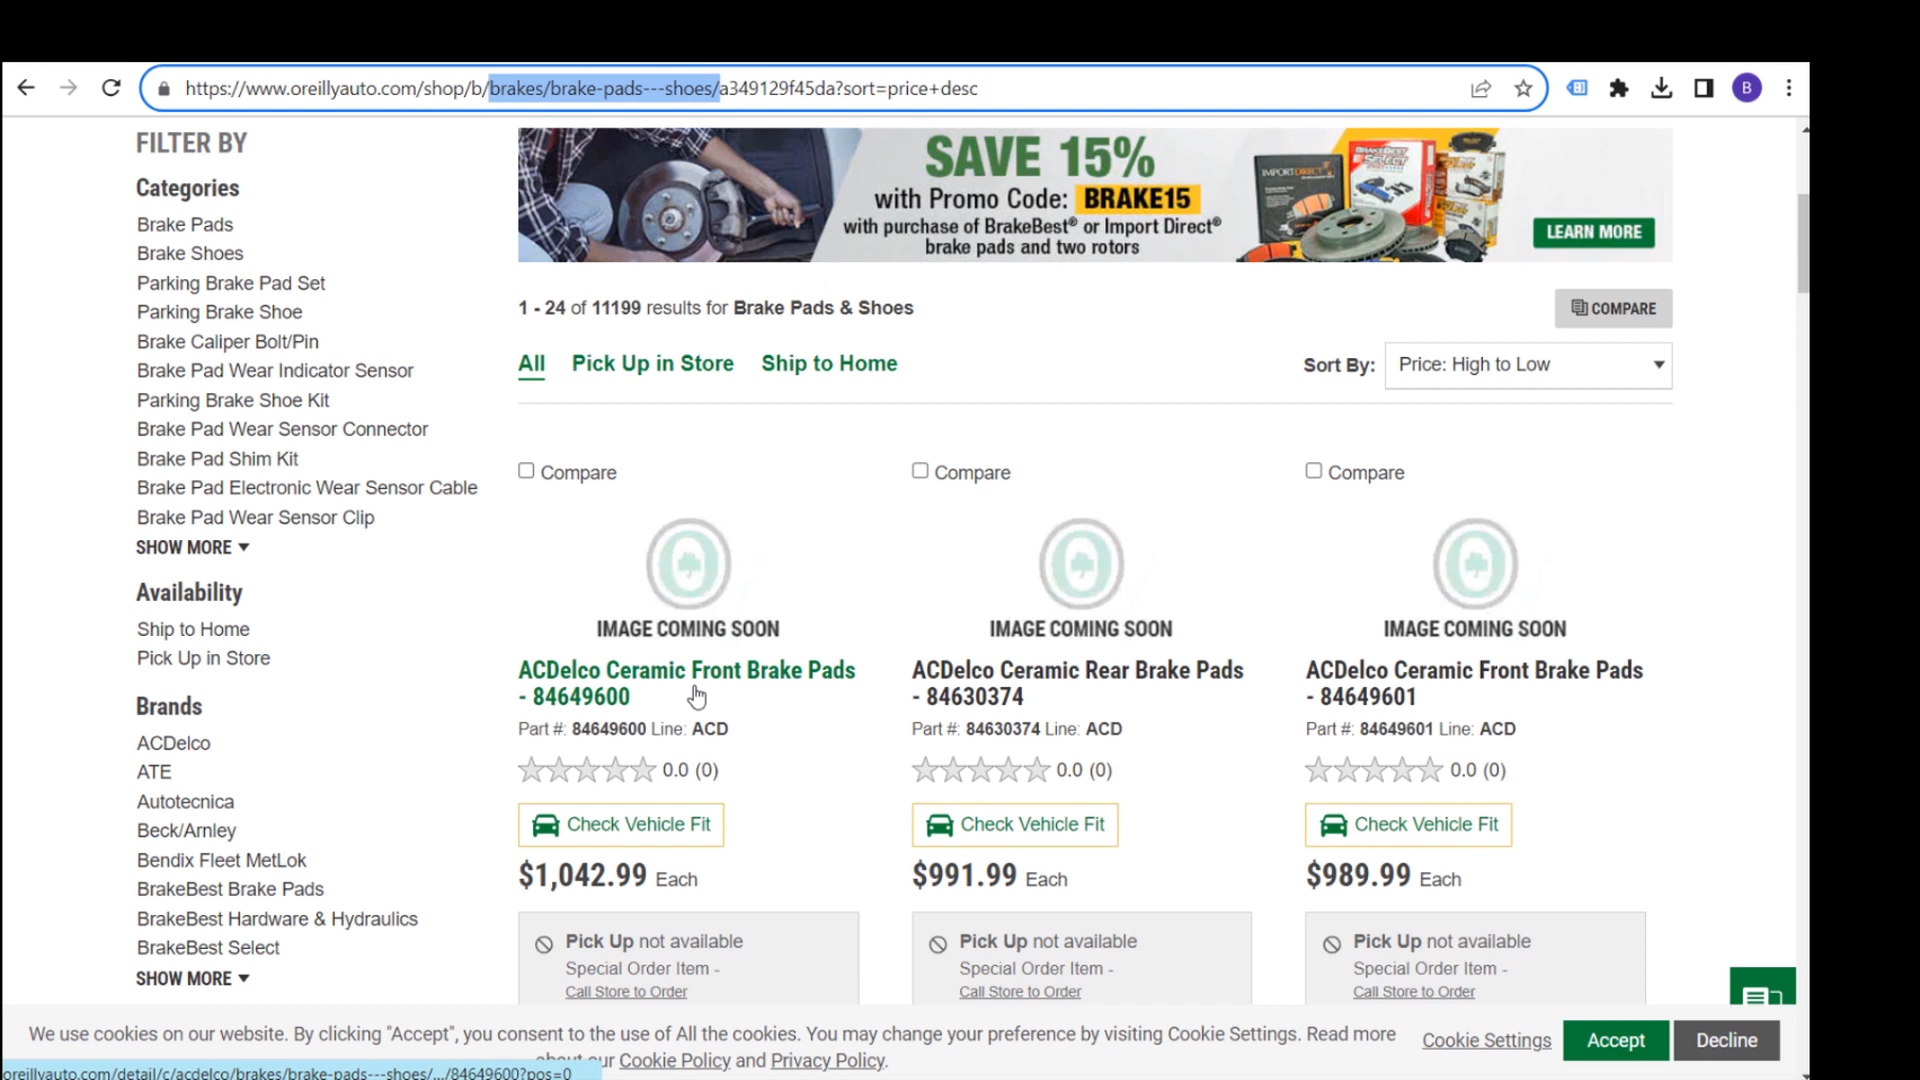 https://www.oreillyauto.com/shop/b/brakes/brake-pads---shoes/a349129f45da?sort=price+desc
B
FILTER BY
Categories
Brake Pads
Brake Shoes
Parking Brake Pad Set
Parking Brake Shoe
Brake Caliper Bolt/Pin
Brake Pad Wear Indicator Sensor
Parking Brake Shoe Kit
Brake Pad Wear Sensor Connector
Brake Pad Shim Kit
Brake Pad Electronic Wear Sensor Cable
Brake Pad Wear Sensor Clip
SHOW MORE
Availability
Ship to Home
Pick Up in Store
Brands
ACDelco
ATE
Autotecnica
Beck/Arnley
Bendix Fleet MetLok
BrakeBest Brake Pads
BrakeBest Hardware & Hydraulics
BrakeBest Select
SHOW MORE
SAVE 15%
with Promo Code: BRAKE15
with purchase of BrakeBest® or Import Direct®
brake pads and two rotors
IMPORT DIRECT
BRAKEBEST SELECT
LEARN MORE
1 - 24 of 11199 results for Brake Pads & Shoes
COMPARE
All Pick Up in Store Ship to Home
Sort By: Price: High to Low
Compare
IMAGE COMING SOON
ACDelco Ceramic Front Brake Pads
- 84649600
Part #: 84649600 Line: ACD
0.0 (0)
Check Vehicle Fit
$1,042.99 Each
Pick Up not available
Special Order Item -
Call Store to Order
Compare
IMAGE COMING SOON
ACDelco Ceramic Rear Brake Pads
- 84630374
Part #: 84630374 Line: ACD
0.0 (0)
Check Vehicle Fit
$991.99 Each
Pick Up not available
Special Order Item -
Call Store to Order
Compare
IMAGE COMING SOON
ACDelco Ceramic Front Brake Pads
- 84649601
Part #: 84649601 Line: ACD
0.0 (0)
Check Vehicle Fit
$989.99 Each
Pick Up not available
Special Order Item -
Call Store to Order
We use cookies on our website. By clicking "Accept", you consent to the use of All the cookies. You may change your preference by visiting Cookie Settings. Read more
about our Cookie Policy and Privacy Policy.
Cookie Settings
Accept
Decline
oreillyauto.com/detail/c/acdelco/brakes/brake-pads---shoes/.../84649600?pos=0